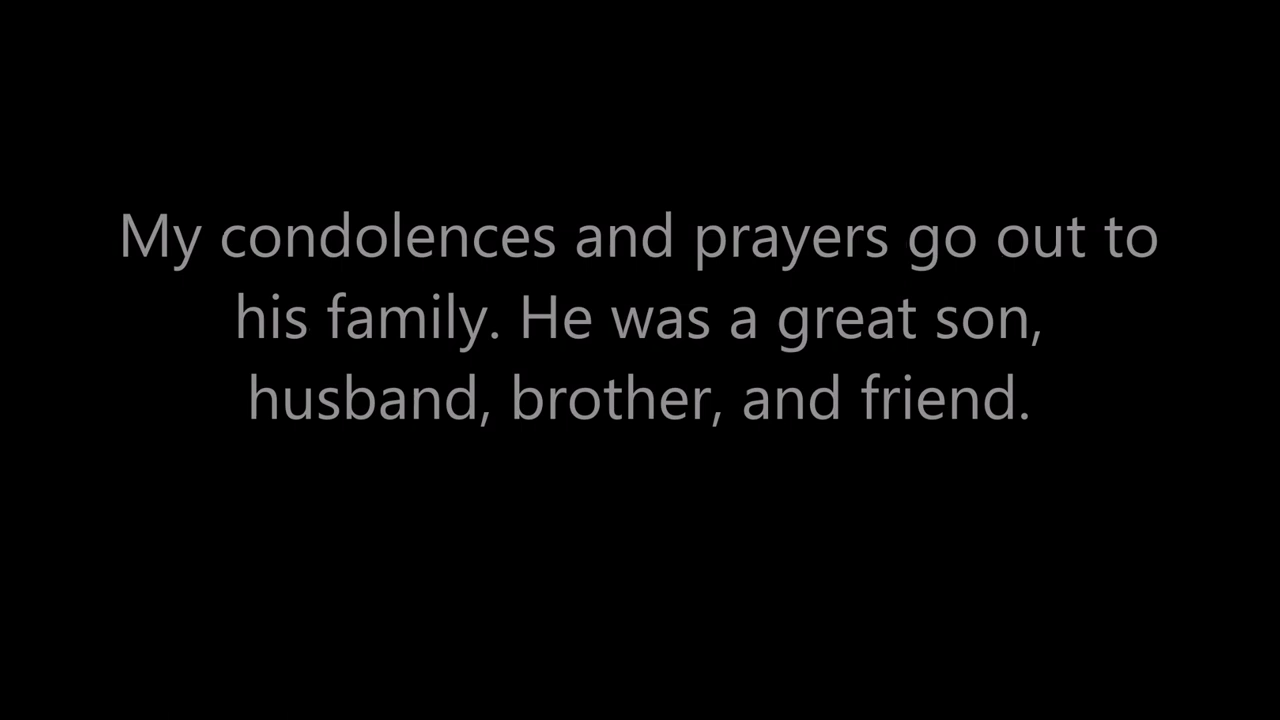 My condolences and prayers go out to
his family. He was a great son,
husband, brother, and friend.